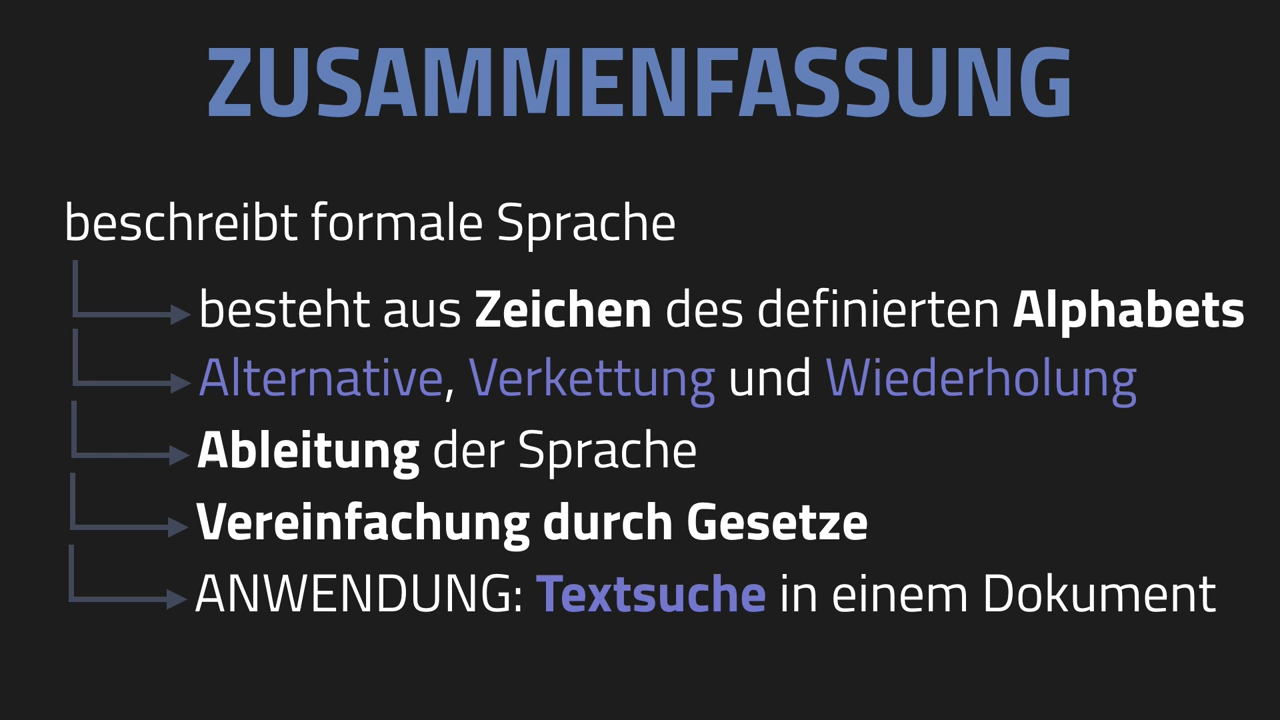 ZUSAMMENFASSUNG
beschreibt formale Sprache
besteht aus Zeichen des definierten Alphabets
Alternative, Verkettung und Wiederholung
Ableitung der Sprache
Vereinfachung durch Gesetze
ANWENDUNG: Textsuche in einem Dokument